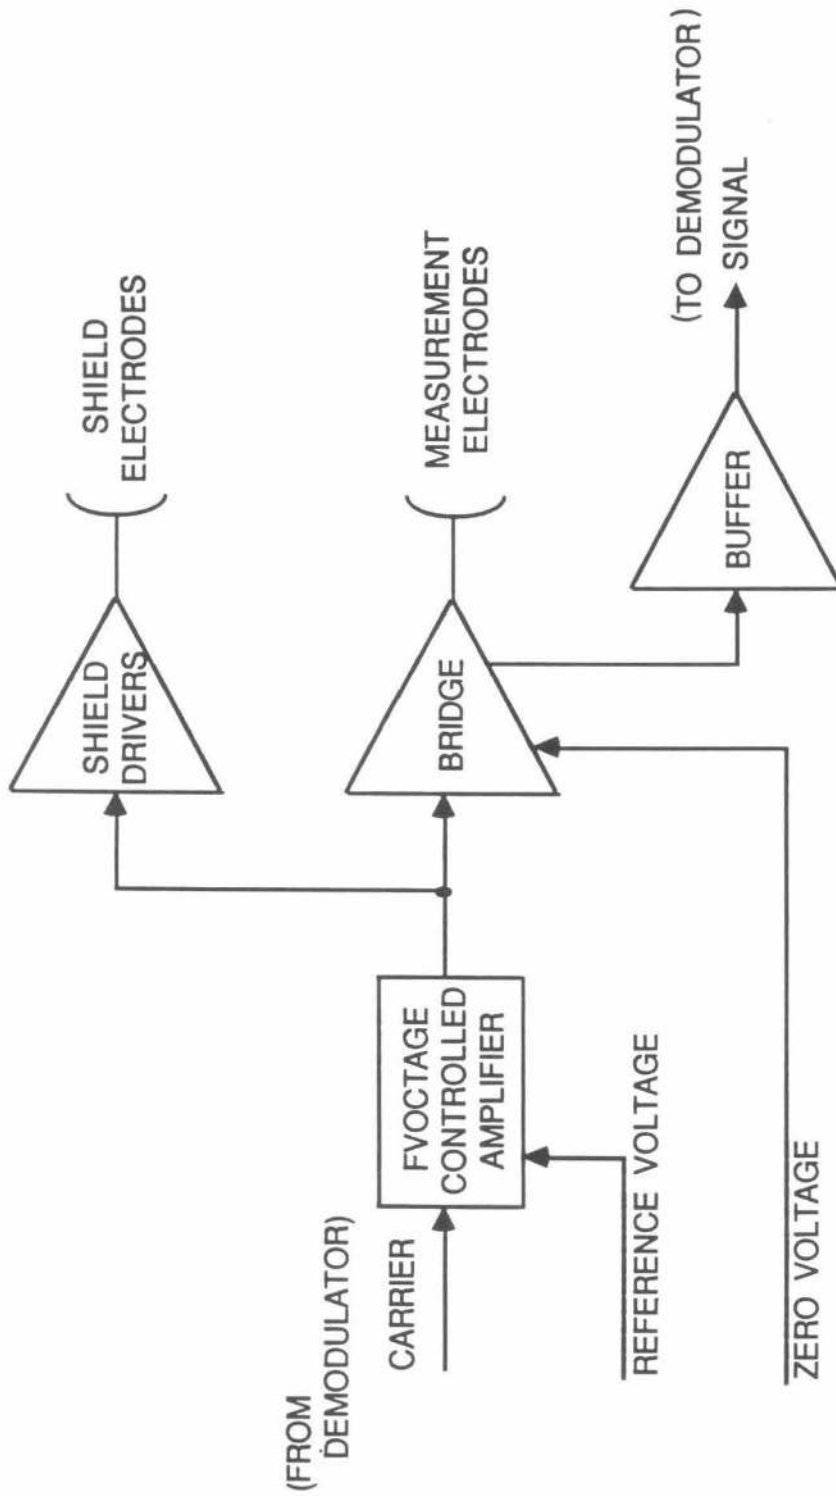 (FROM
DEMODULATOR)
CARRIER
FVOCTAGE
CONTROLLED
AMPLIFIER
REFERENCE VOLTAGE
ZERO VOLTAGE
SHIELD
DRIVERS
SHIELD
ELECTRODES
BRIDGE
MEASUREMENT
ELECTRODES
BUFFER
(TO DEMODULATOR)
SIGNAL